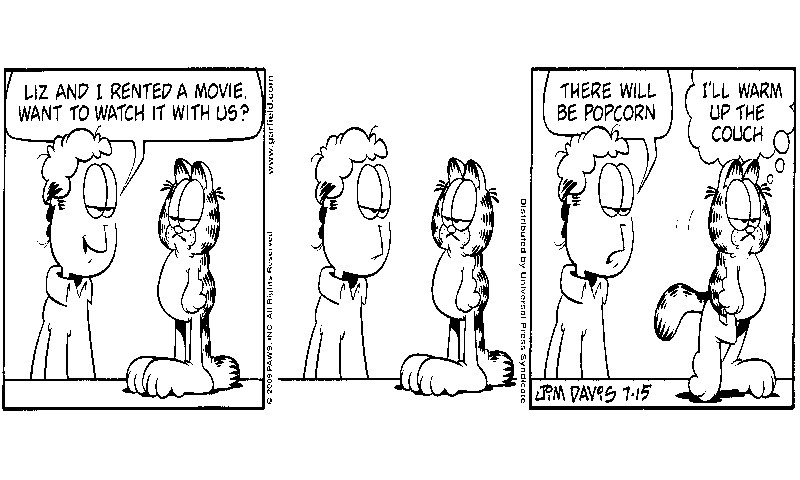 LIZ AND I RENTED A MOVIE.
WANT TO WATCH IT WITH US?
www.garfield.com
© 2009 PAWS, INC. All Rights Reserved.
Distributed by Universal Press Syndicate
THERE WILL
BE POPCORN
I'LL WARM
UP THE
COUCH
JIM DAVIS 7·15